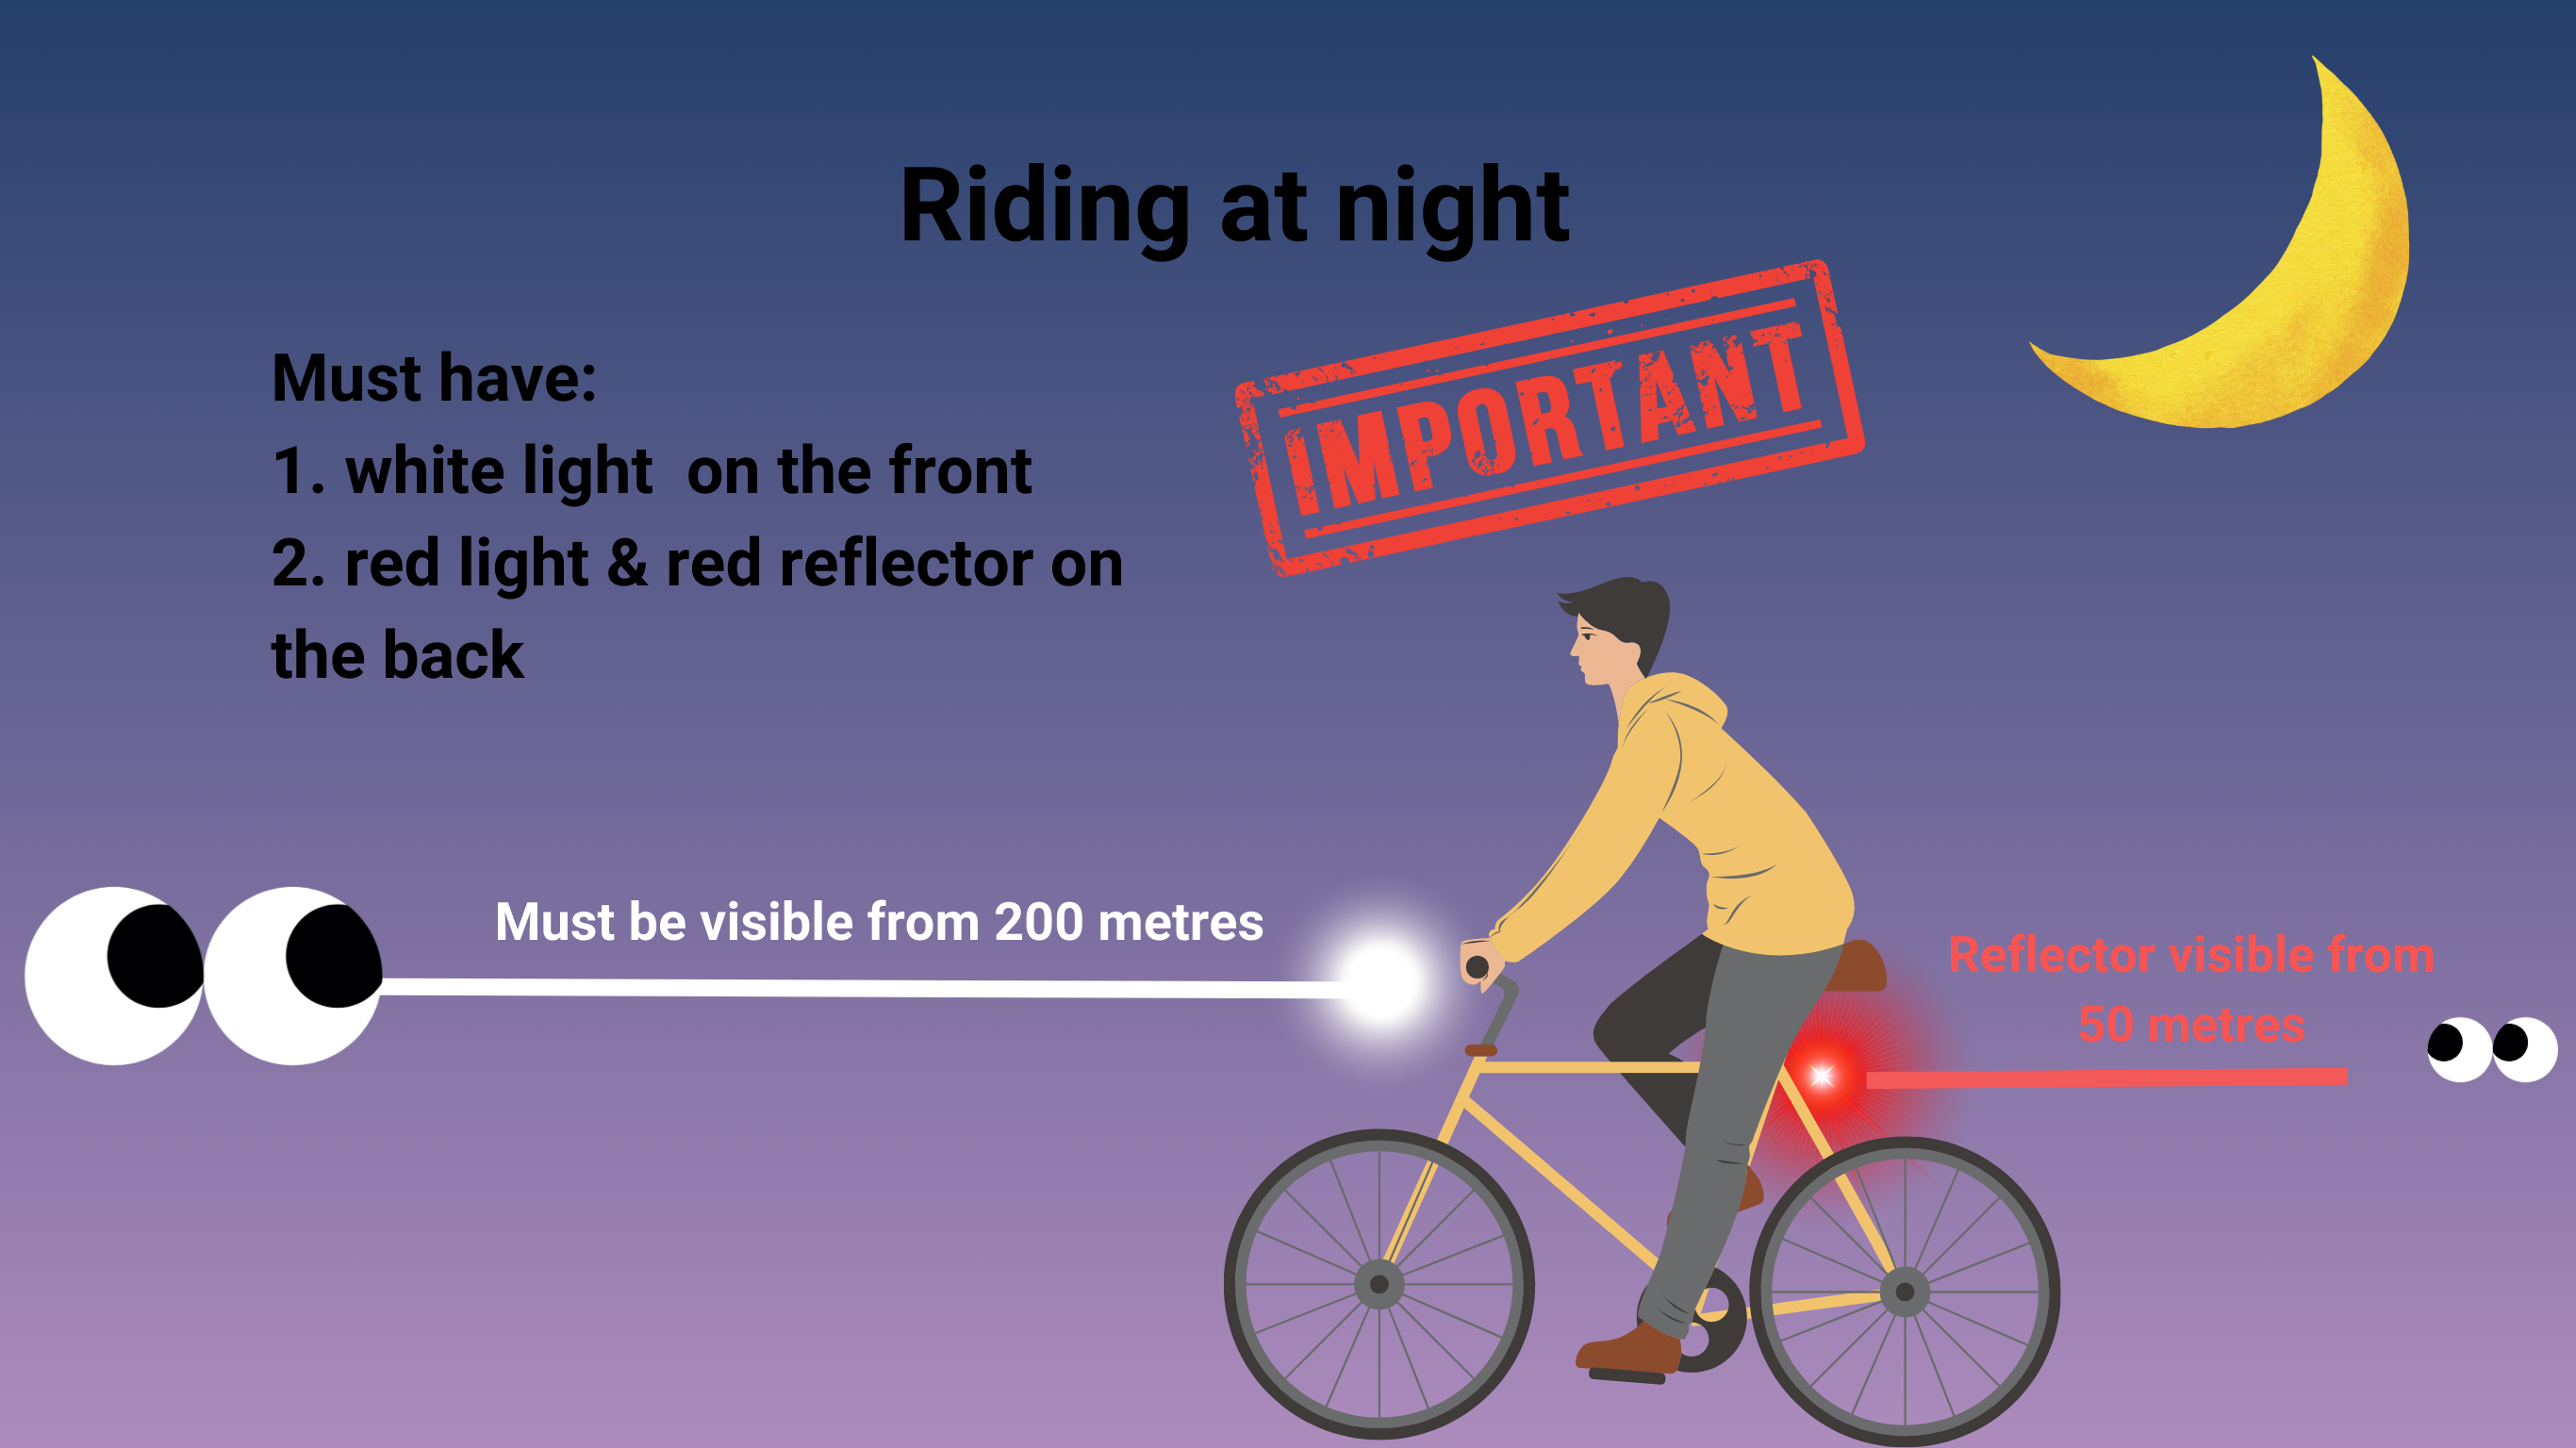 Riding at night
IMPORTANT
Must have:
1. white light  on the front
2. red light & red reflector on
the back
Must be visible from 200 metres
Reflector visible from
50 metres